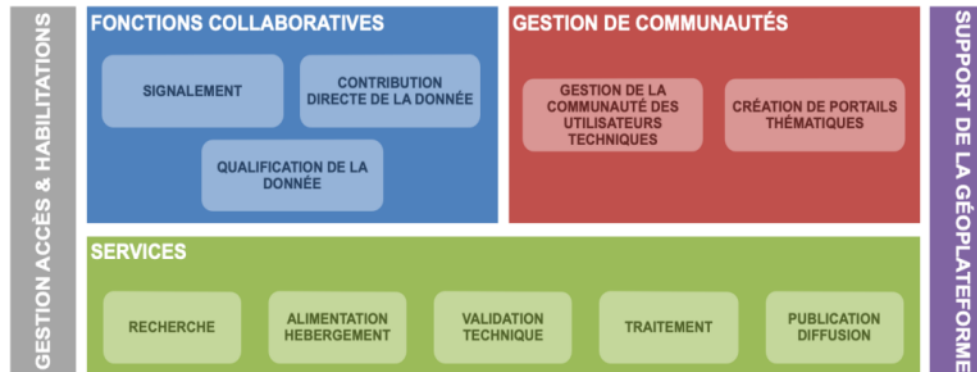 GESTION ACCÈS & HABILITATIONS
FONCTIONS COLLABORATIVES
SIGNALEMENT
CONTRIBUTION
DIRECTE DE LA DONNÉE
QUALIFICATION DE LA
DONNÉE
GESTION DE COMMUNAUTÉS
GESTION DE LA
COMMUNAUTÉ DES
UTILISATEURS
TECHNIQUES
CRÉATION DE PORTAILS
THÉMATIQUES
SERVICES
RECHERCHE
ALIMENTATION
HEBERGEMENT
VALIDATION
TECHNIQUE
TRAITEMENT
PUBLICATION
DIFFUSION
SUPPORT DE LA GÉOPLATEFORME